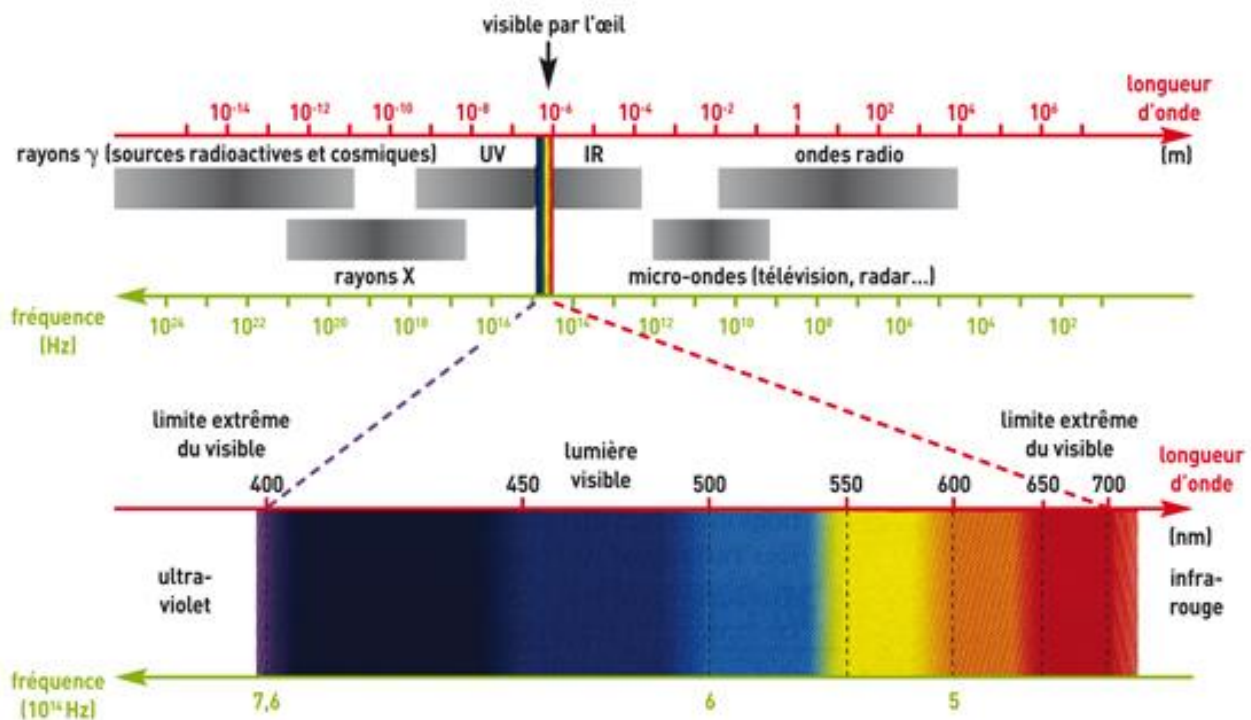 visible par l'œil
10⁻¹⁴ 10⁻¹² 10⁻¹⁰ 10⁻⁸ 10⁻⁶ 10⁻⁴ 10⁻² 1 10² 10⁴ 10⁶
longueur
d'onde
(m)
rayons γ (sources radioactives et cosmiques) UV IR ondes radio
rayons X micro-ondes (télévision, radar...)
fréquence
(Hz)
10²⁴ 10²² 10²⁰ 10¹⁸ 10¹⁶ 10¹⁴ 10¹² 10¹⁰ 10⁸ 10⁶ 10⁴ 10²
limite extrême
du visible
lumière
visible
limite extrême
du visible
longueur
d'onde
(nm)
400 450 500 550 600 650 700
ultra-
violet
infra-
rouge
fréquence
(10¹⁴ Hz)
7,6 6 5